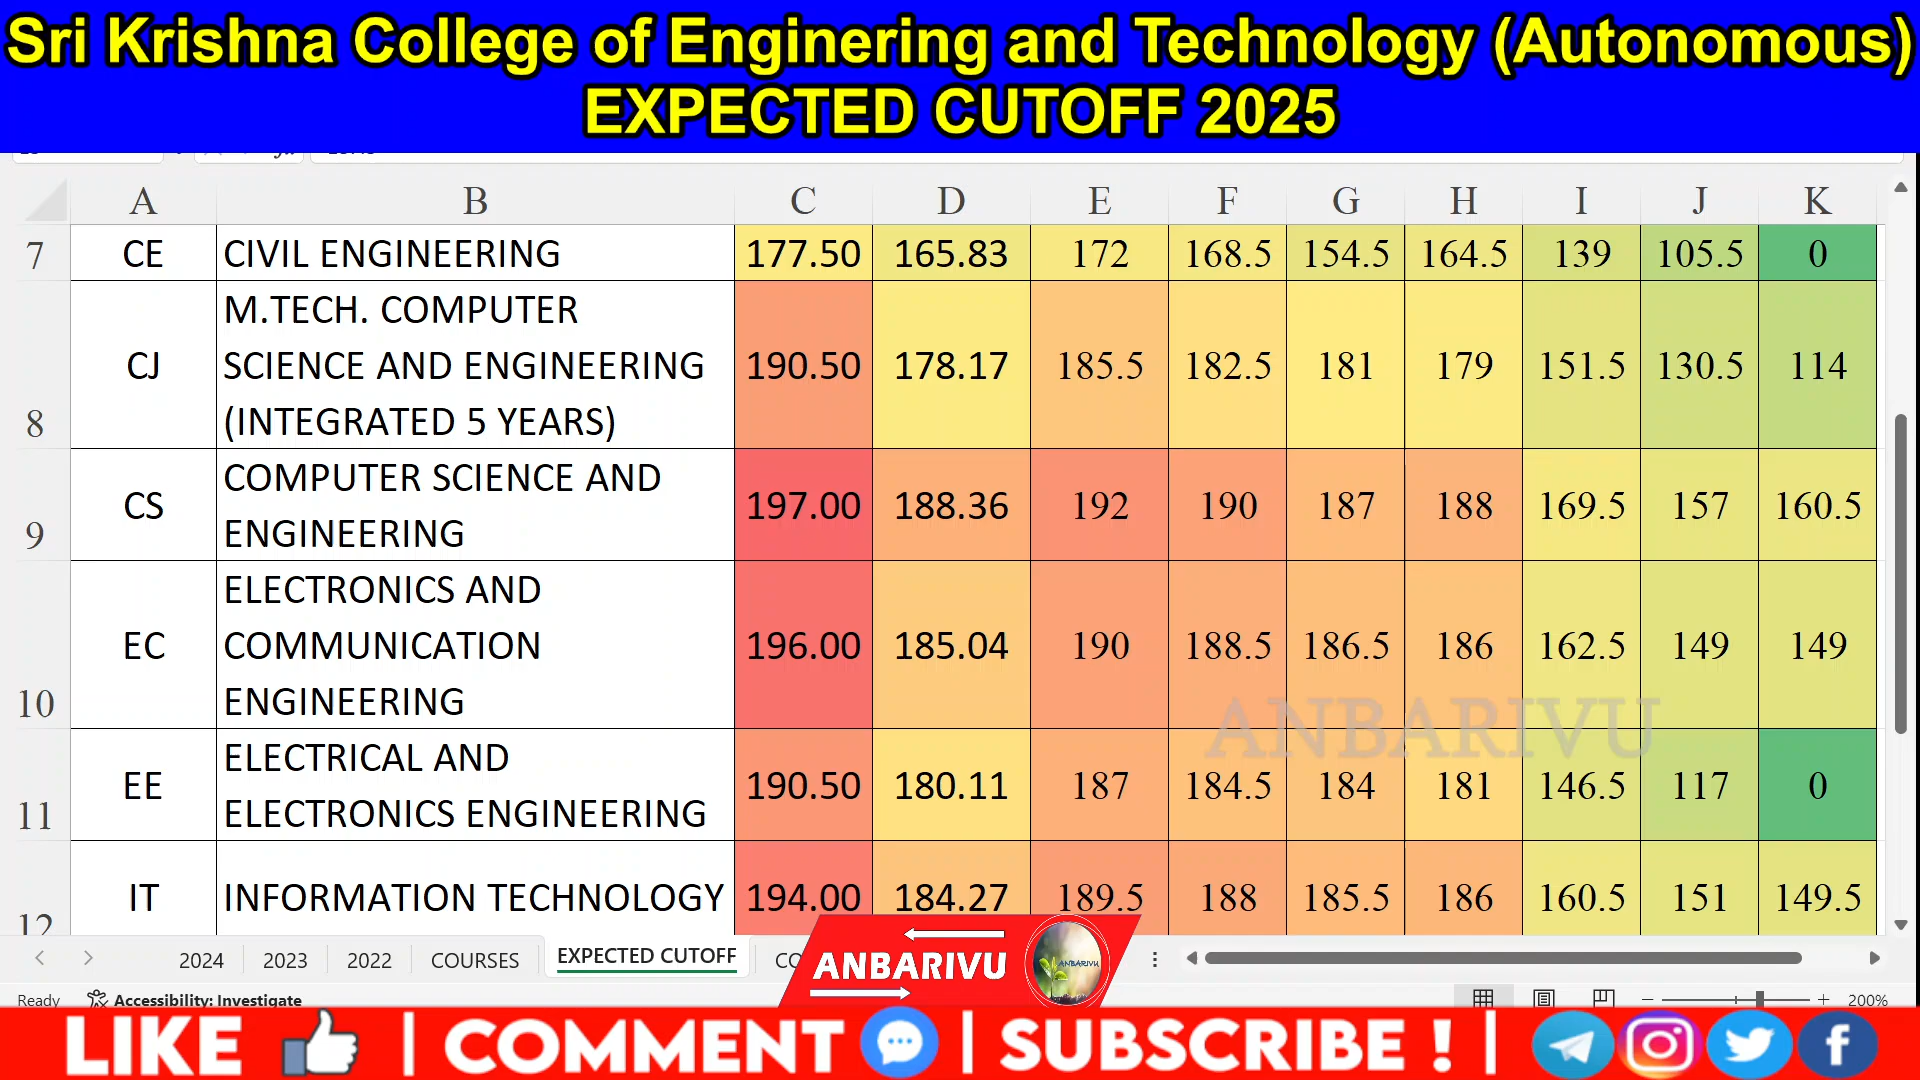 Sri Krishna College of Enginering and Technology (Autonomous)
EXPECTED CUTOFF 2025
A B C D E F G H I J K
7 CE CIVIL ENGINEERING 177.50 165.83 172 168.5 154.5 164.5 139 105.5 0
M.TECH. COMPUTER
CJ SCIENCE AND ENGINEERING 190.50 178.17 185.5 182.5 181 179 151.5 130.5 114
8 (INTEGRATED 5 YEARS)
COMPUTER SCIENCE AND
CS 197.00 188.36 192 190 187 188 169.5 157 160.5
9 ENGINEERING
ELECTRONICS AND
EC COMMUNICATION 196.00 185.04 190 188.5 186.5 186 162.5 149 149
10 ENGINEERING
ANBARIVU
ELECTRICAL AND
EE 190.50 180.11 187 184.5 184 181 146.5 117 0
11 ELECTRONICS ENGINEERING
12 IT INFORMATION TECHNOLOGY 194.00 184.27 189.5 188 185.5 186 160.5 151 149.5
2024 2023 2022 COURSES EXPECTED CUTOFF CO
ANBARIVU
ANBARIVU
Ready Accessibility: Investigate 200%
LIKE | COMMENT | SUBSCRIBE ! |